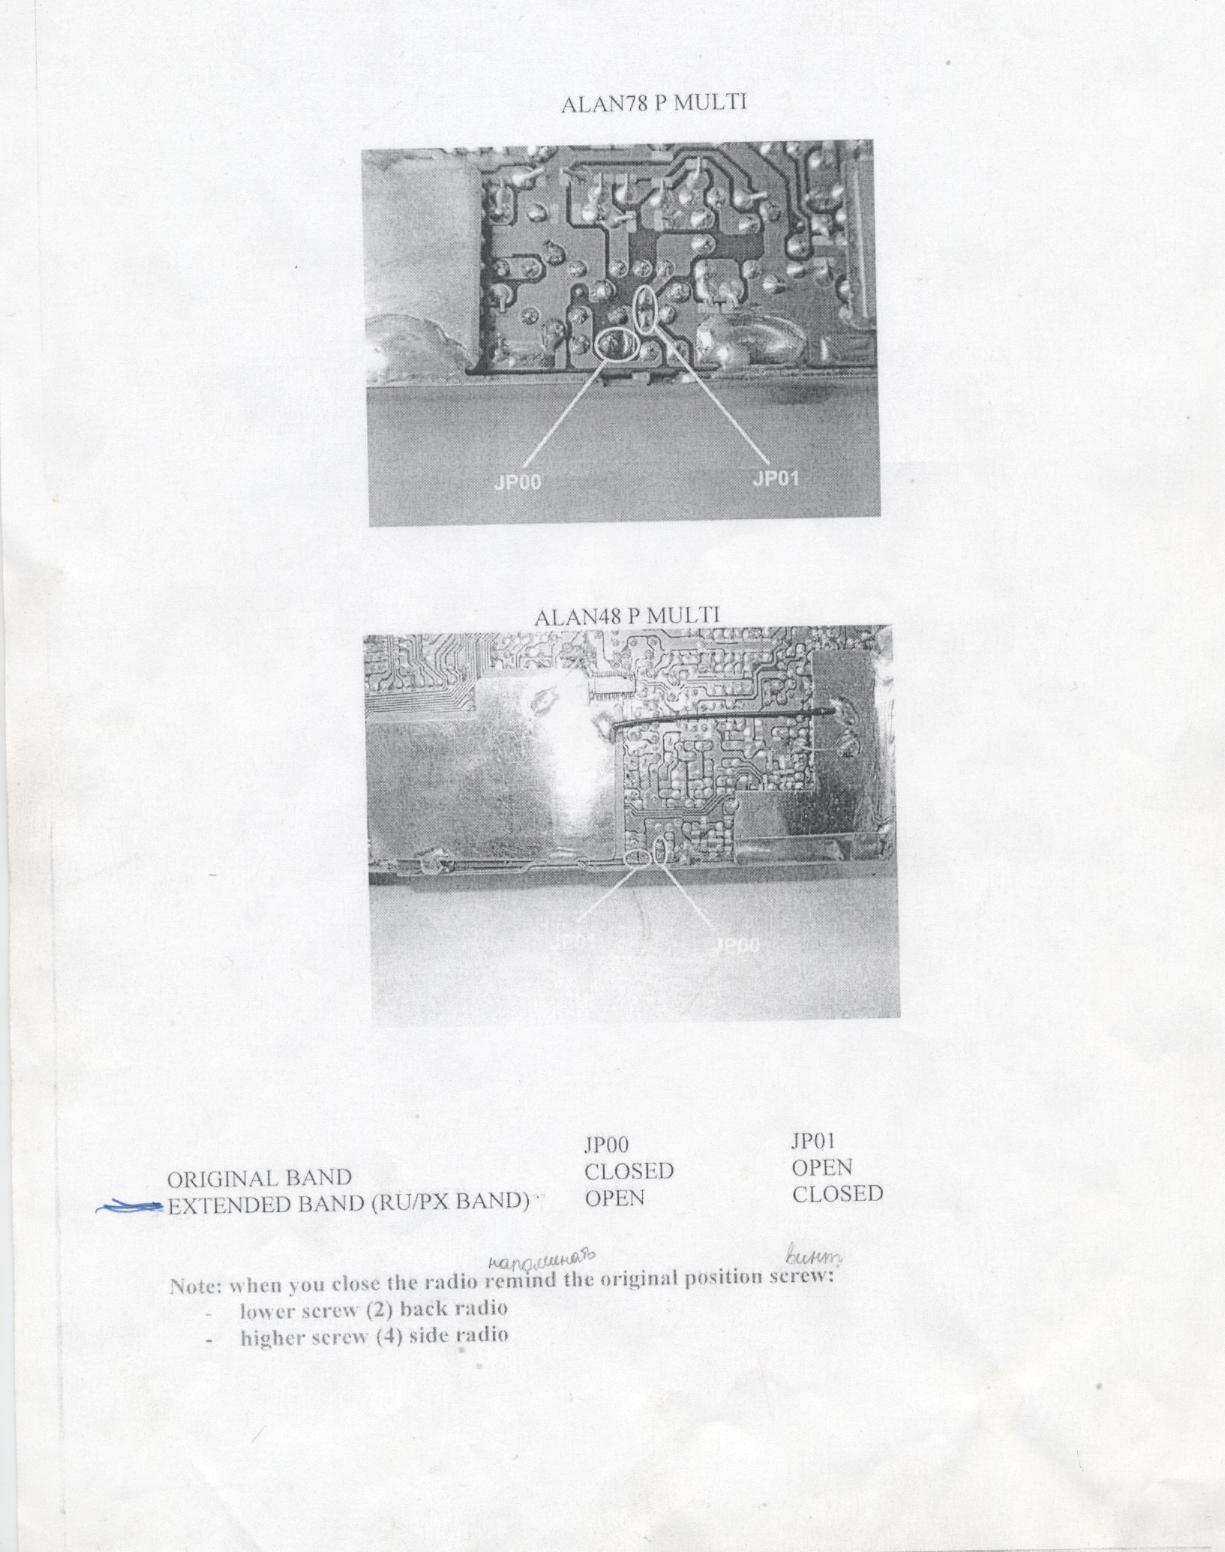 ALAN78 P MULTI
JP00 JP01
ALAN48 P MULTI
JP01 JP00
JP00 JP01
ORIGINAL BAND CLOSED OPEN
EXTENDED BAND (RU/PX BAND) OPEN CLOSED
напоминать винт
Note: when you close the radio remind the original position screw:
- lower screw (2) back radio
- higher screw (4) side radio